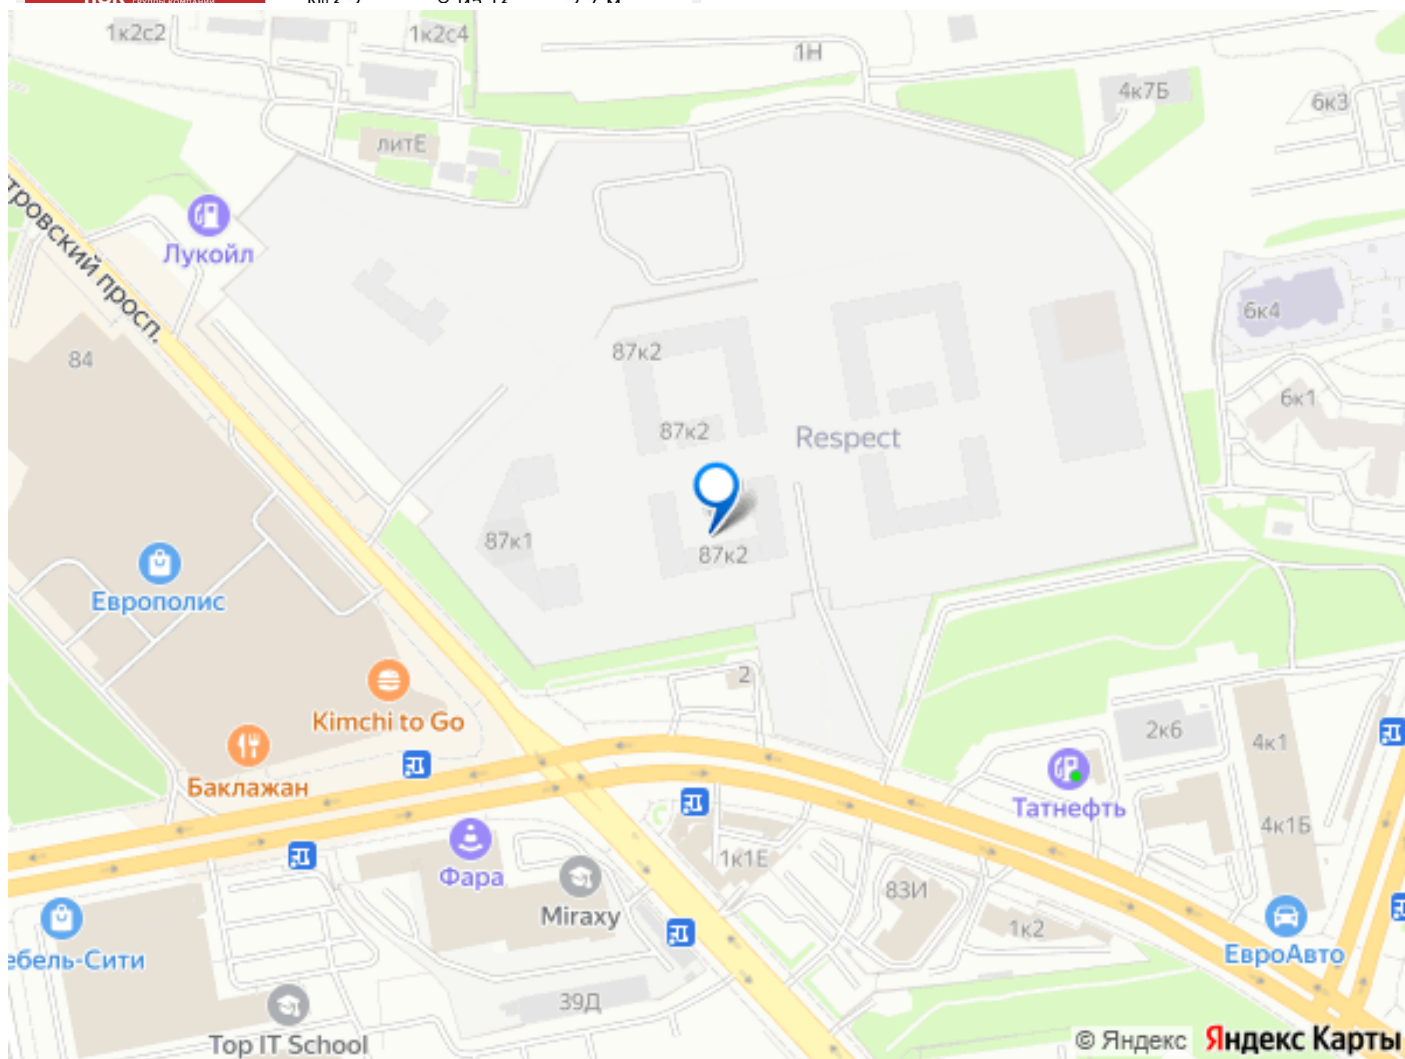 1к2с2
1к2с4
1Н
4к7Б
6к3
литЕ
тровский просп.
Лукойл
6к4
84
87к2
6к1
87к2
Respect
87к1
87к2
Европолис
2
Kimchi to Go
2к6
4к1
Баклажан
Татнефть
4к1Б
1к1Е
Фара
83И
Miraxy
1к2
ЕвроАвто
ебель-Сити
39Д
Top IT School
© Яндекс Яндекс Карты